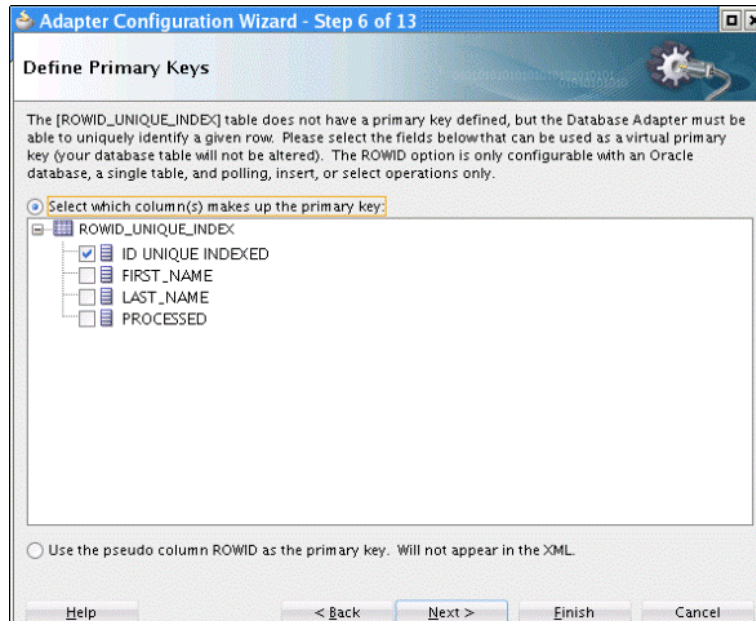 Adapter Configuration Wizard - Step 6 of 13
Define Primary Keys
The [ROWID_UNIQUE_INDEX] table does not have a primary key defined, but the Database Adapter must be
able to uniquely identify a given row. Please select the fields below that can be used as a virtual primary
key (your database table will not be altered). The ROWID option is only configurable with an Oracle
database, a single table, and polling, insert, or select operations only.
Select which column(s) makes up the primary key:
ROWID_UNIQUE_INDEX
ID UNIQUE INDEXED
FIRST_NAME
LAST_NAME
PROCESSED
Use the pseudo column ROWID as the primary key. Will not appear in the XML.
Help
< Back
Next >
Finish
Cancel